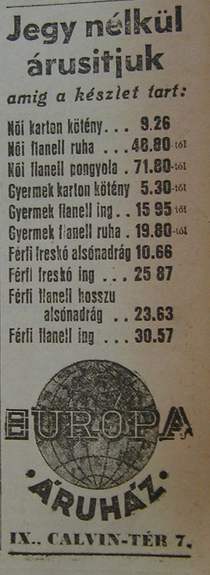 Jegy nélkül
árusitjuk
amig a készlet tart:
Női karton kötény . . . 9.26
Női flanell ruha . . . 48.80-tól
Női flanell pongyola . 71.80-tól
Gyermek karton kötény 5.30-tól
Gyermek flanell ing . . 15 95-tól
Gyermek flanell ruha . 19.80-tól
Férfi freskó alsónadrág 10.66
Férfi freskó ing . . . 25 87
Férfi flanell hosszu
alsónadrág . . 23.63
Férfi flanell ing . . . 30.57
EURÓPA
·ÁRUHÁZ·
IX., CALVIN-TÉR 7.